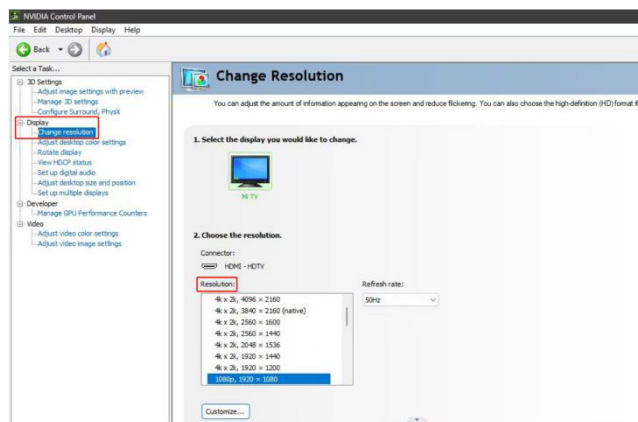 NVIDIA Control Panel
File Edit Desktop Display Help
Back
Select a Task...
3D Settings
Adjust image settings with preview
Manage 3D settings
Configure Surround, PhysX
Display
Change resolution
Adjust desktop color settings
Rotate display
View HDCP status
Set up digital audio
Adjust desktop size and position
Set up multiple displays
Developer
Manage GPU Performance Counters
Video
Adjust video color settings
Adjust video image settings
Change Resolution
You can adjust the amount of information appearing on the screen and reduce flickering. You can also choose the high-definition (HD) format if
1. Select the display you would like to change.
Mi TV
2. Choose the resolution.
Connector:
HDMI - HDTV
Resolution:
Refresh rate:
4k x 2k, 4096 × 2160
50Hz
4k x 2k, 3840 × 2160 (native)
4k x 2k, 2560 × 1600
4k x 2k, 2560 × 1440
4k x 2k, 2048 × 1536
4k x 2k, 1920 × 1440
4k x 2k, 1920 × 1200
1080p, 1920 × 1080
Customize...